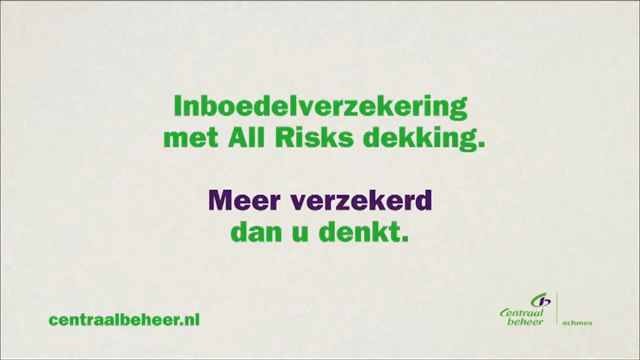 Inboedelverzekering
met All Risks dekking.
Meer verzekerd
dan u denkt.
centraalbeheer.nl
Centraal
beheer
achmea